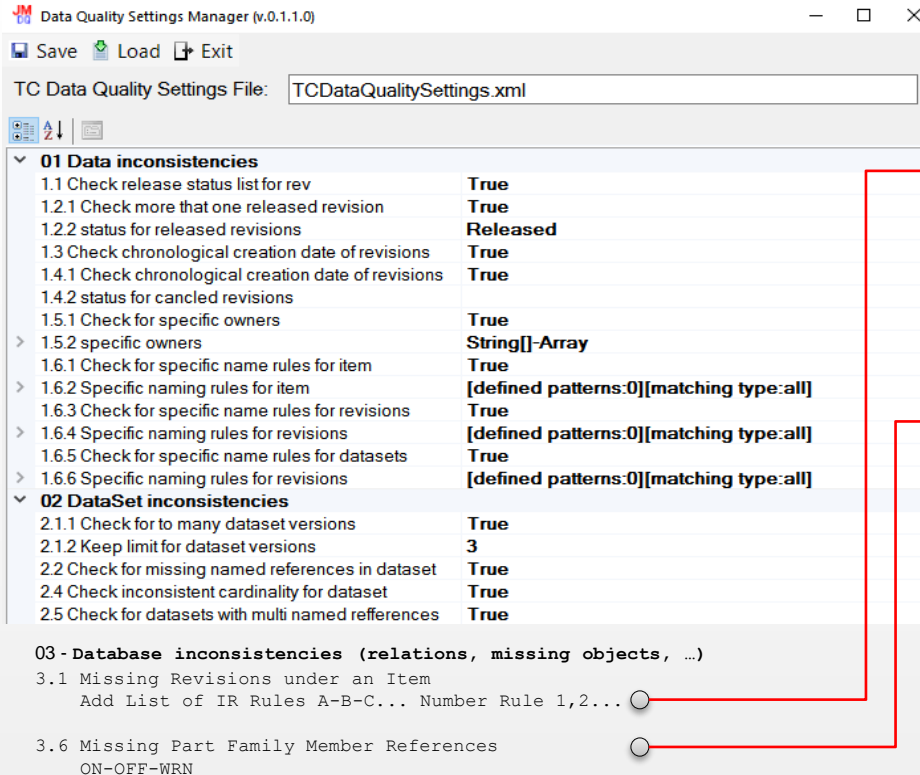 JM DQ Data Quality Settings Manager (v.0.1.1.0)
Save Load Exit
TC Data Quality Settings File: TCDataQualitySettings.xml
01 Data inconsistencies
1.1 Check release status list for rev True
1.2.1 Check more that one released revision True
1.2.2 status for released revisions Released
1.3 Check chronological creation date of revisions True
1.4.1 Check chronological creation date of revisions True
1.4.2 status for cancled revisions
1.5.1 Check for specific owners True
1.5.2 specific owners String[]-Array
1.6.1 Check for specific name rules for item True
1.6.2 Specific naming rules for item [defined patterns:0][matching type:all]
1.6.3 Check for specific name rules for revisions True
1.6.4 Specific naming rules for revisions [defined patterns:0][matching type:all]
1.6.5 Check for specific name rules for datasets True
1.6.6 Specific naming rules for revisions [defined patterns:0][matching type:all]
02 DataSet inconsistencies
2.1.1 Check for to many dataset versions True
2.1.2 Keep limit for dataset versions 3
2.2 Check for missing named references in dataset True
2.4 Check inconsistent cardinality for dataset True
2.5 Check for datasets with multi named refferences True
03 - Database inconsistencies (relations, missing objects, …)
3.1 Missing Revisions under an Item
Add List of IR Rules A-B-C... Number Rule 1,2...
3.6 Missing Part Family Member References
ON-OFF-WRN